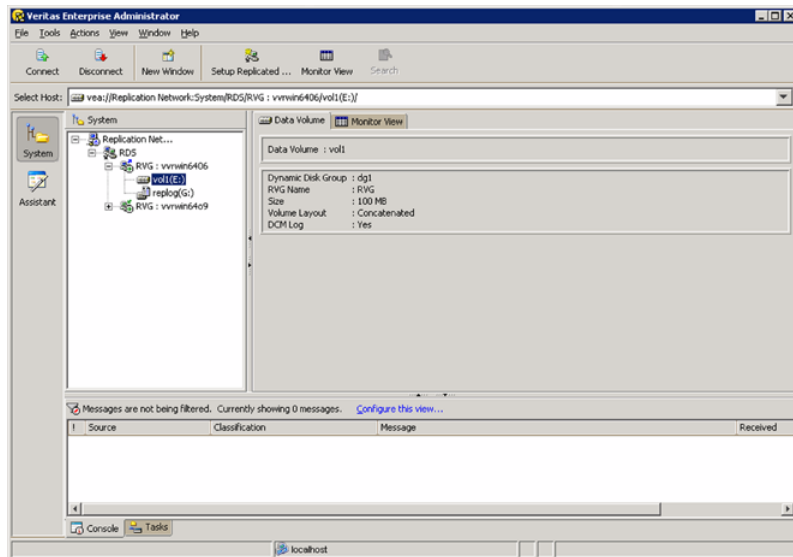 Veritas Enterprise Administrator
File Tools Actions View Window Help
Connect Disconnect New Window Setup Replicated ... Monitor View Search
Select Host: vea://Replication Network:System/RDS/RVG : vvrwin6406/vol1(E:)/
System
Assistant
System
Replication Net...
RDS
RVG : vvrwin6406
vol1(E:)
replog(G:)
RVG : vvrwin64o9
Data Volume Monitor View
Data Volume : vol1
Dynamic Disk Group : dg1
RVG Name : RVG
Size : 100 MB
Volume Layout : Concatenated
DCM Log : Yes
Messages are not being filtered. Currently showing 0 messages. Configure this view...
! Source Classification Message Received
Console Tasks
localhost